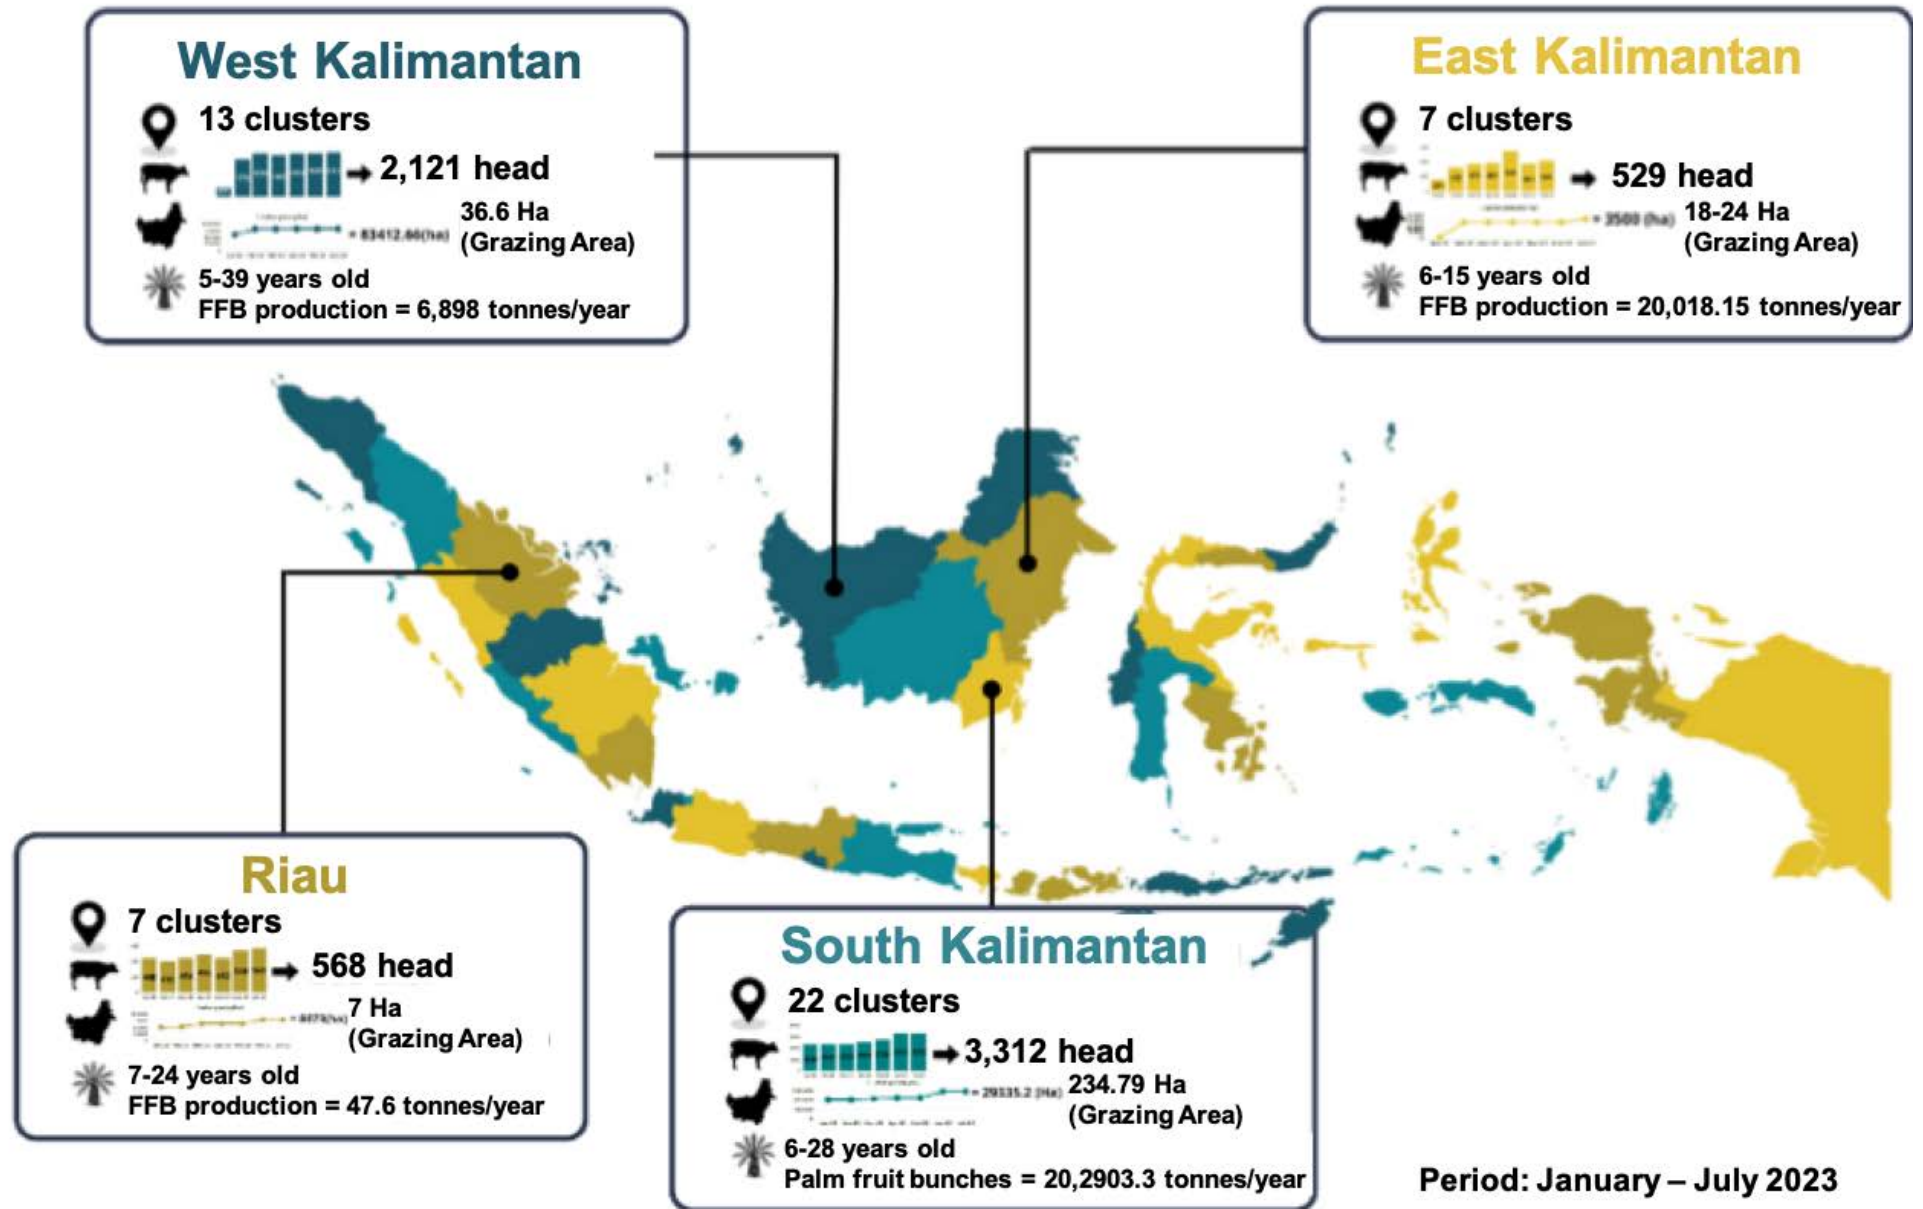 West Kalimantan
13 clusters
2,121 head
36.6 Ha
(Grazing Area)
5-39 years old
FFB production = 6,898 tonnes/year
East Kalimantan
7 clusters
529 head
= 3500 (ha)
18-24 Ha
(Grazing Area)
6-15 years old
FFB production = 20,018.15 tonnes/year
Riau
7 clusters
568 head
7 Ha
(Grazing Area)
7-24 years old
FFB production = 47.6 tonnes/year
South Kalimantan
22 clusters
3,312 head
234.79 Ha
(Grazing Area)
6-28 years old
Palm fruit bunches = 20,2903.3 tonnes/year
Period: January – July 2023